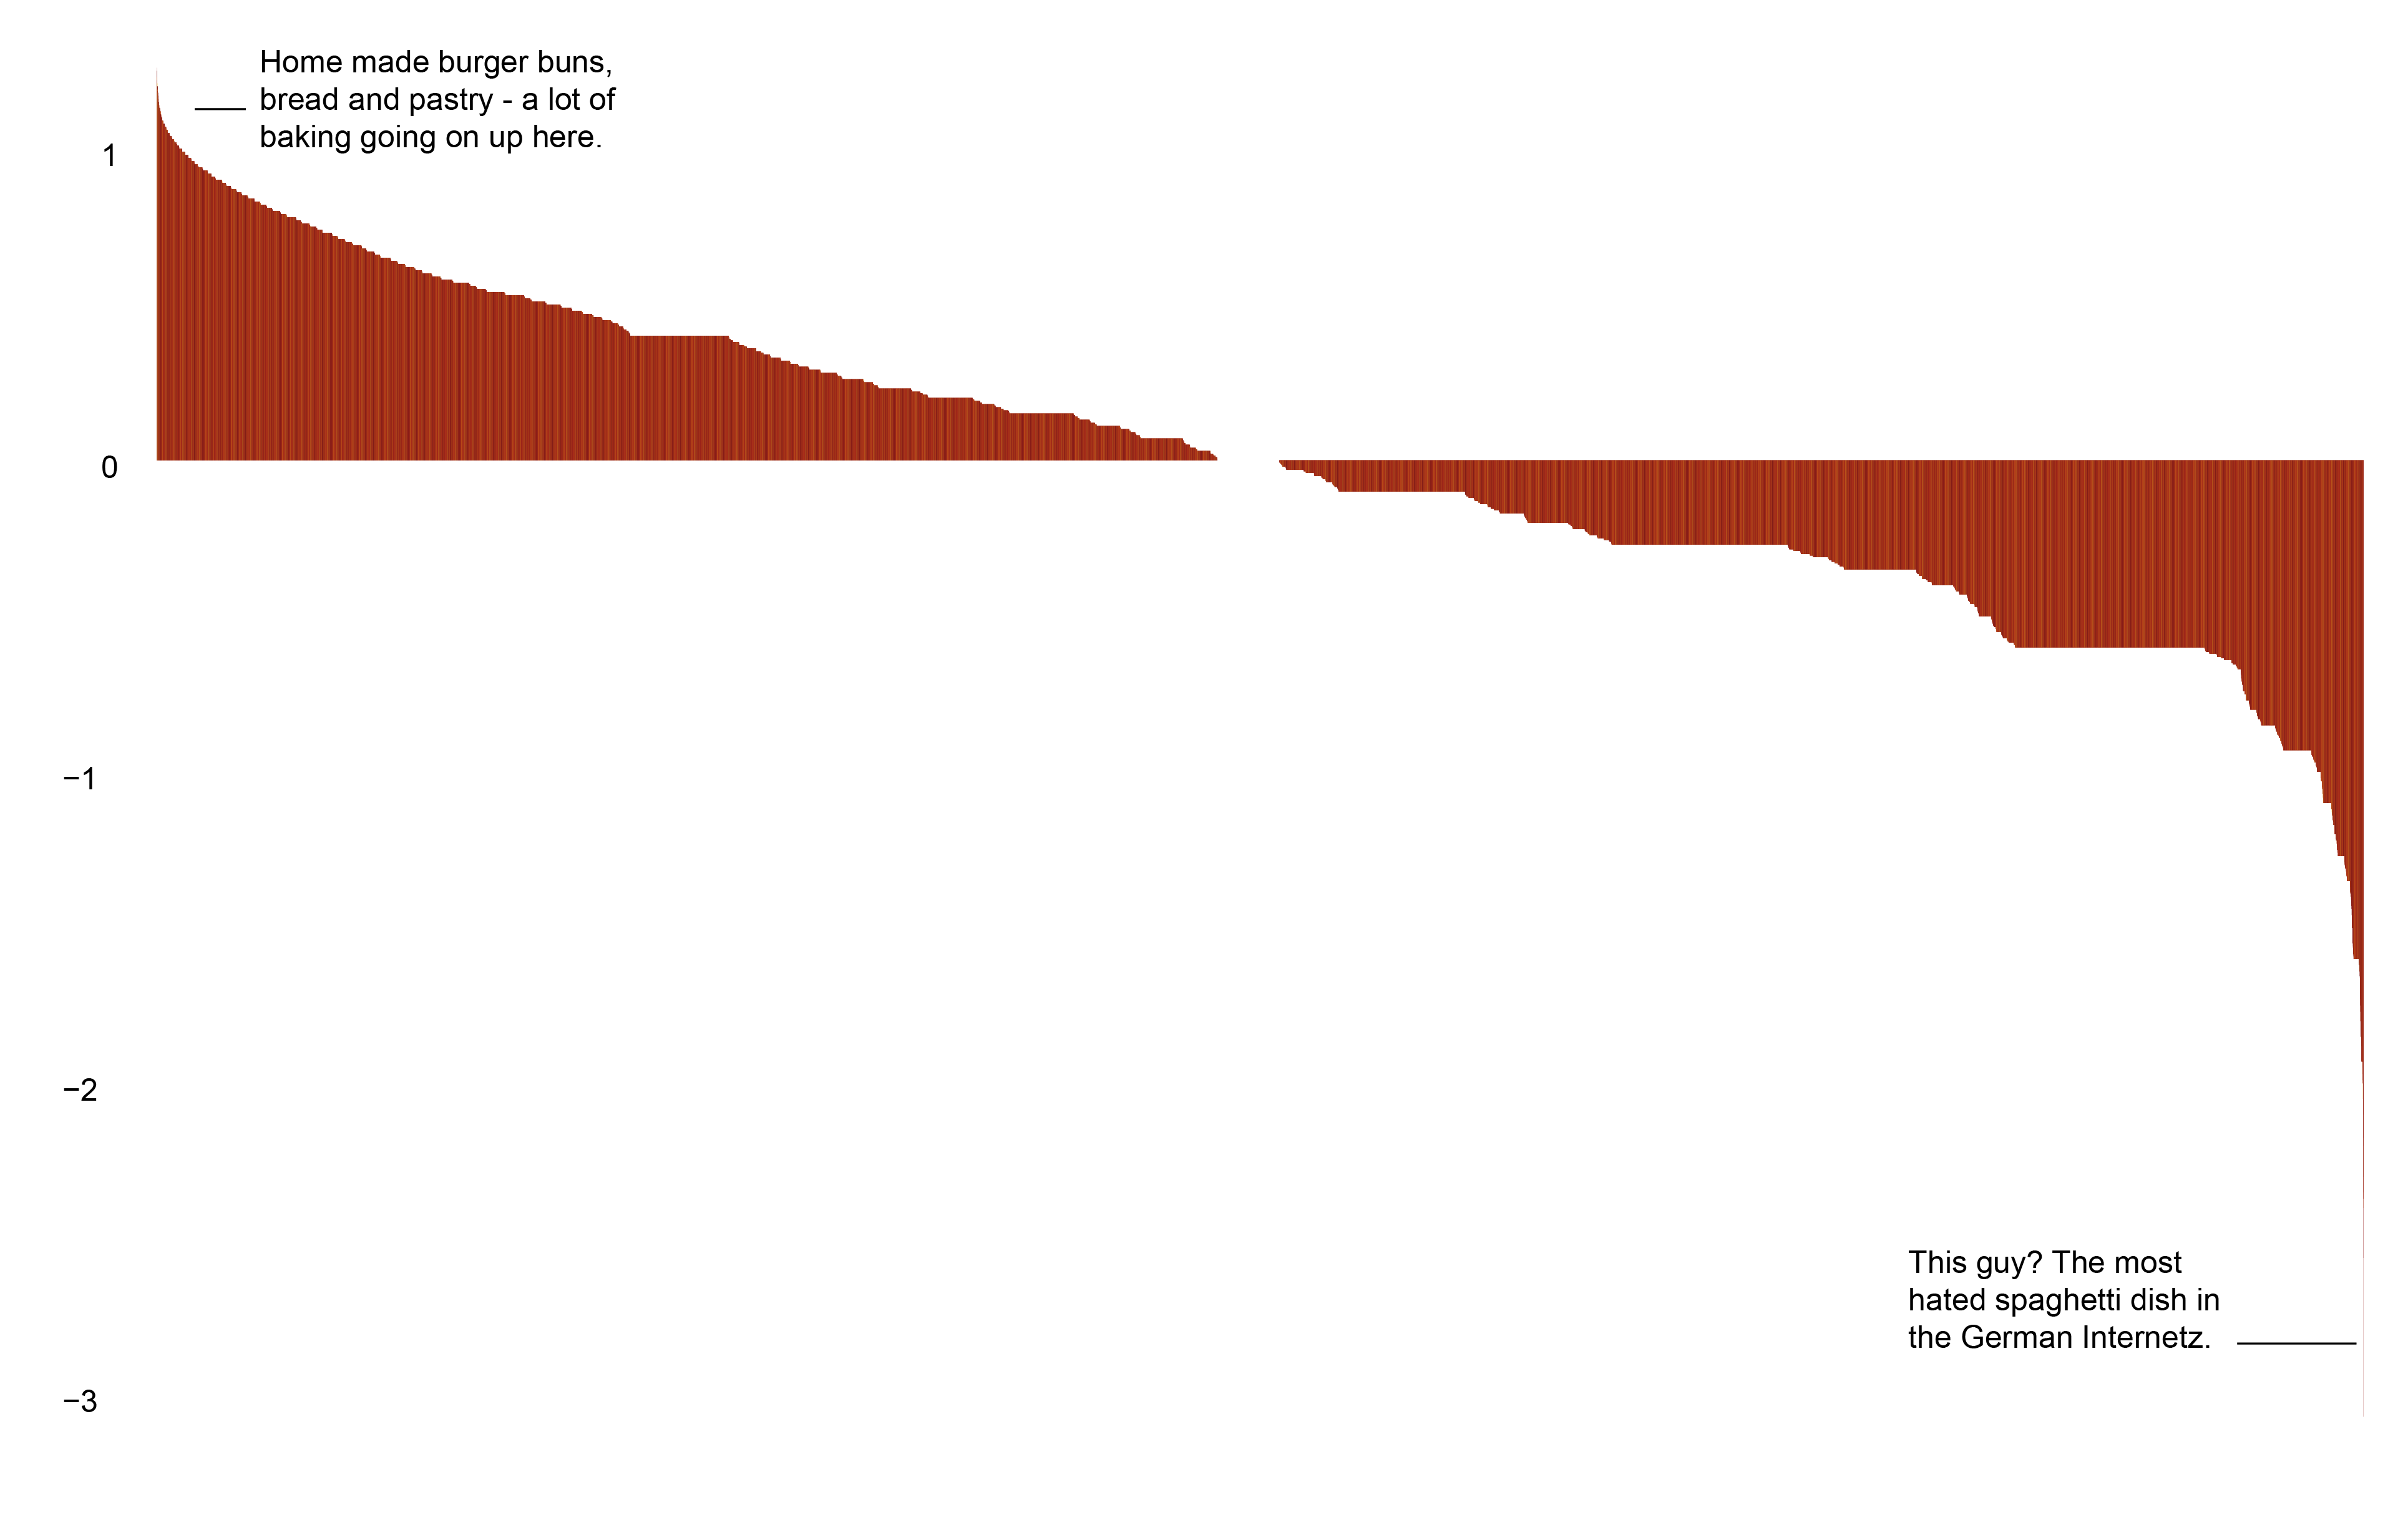 Home made burger buns,
bread and pastry - a lot of
baking going on up here.
1
0
−1
−2
This guy? The most
hated spaghetti dish in
the German Internetz.
−3